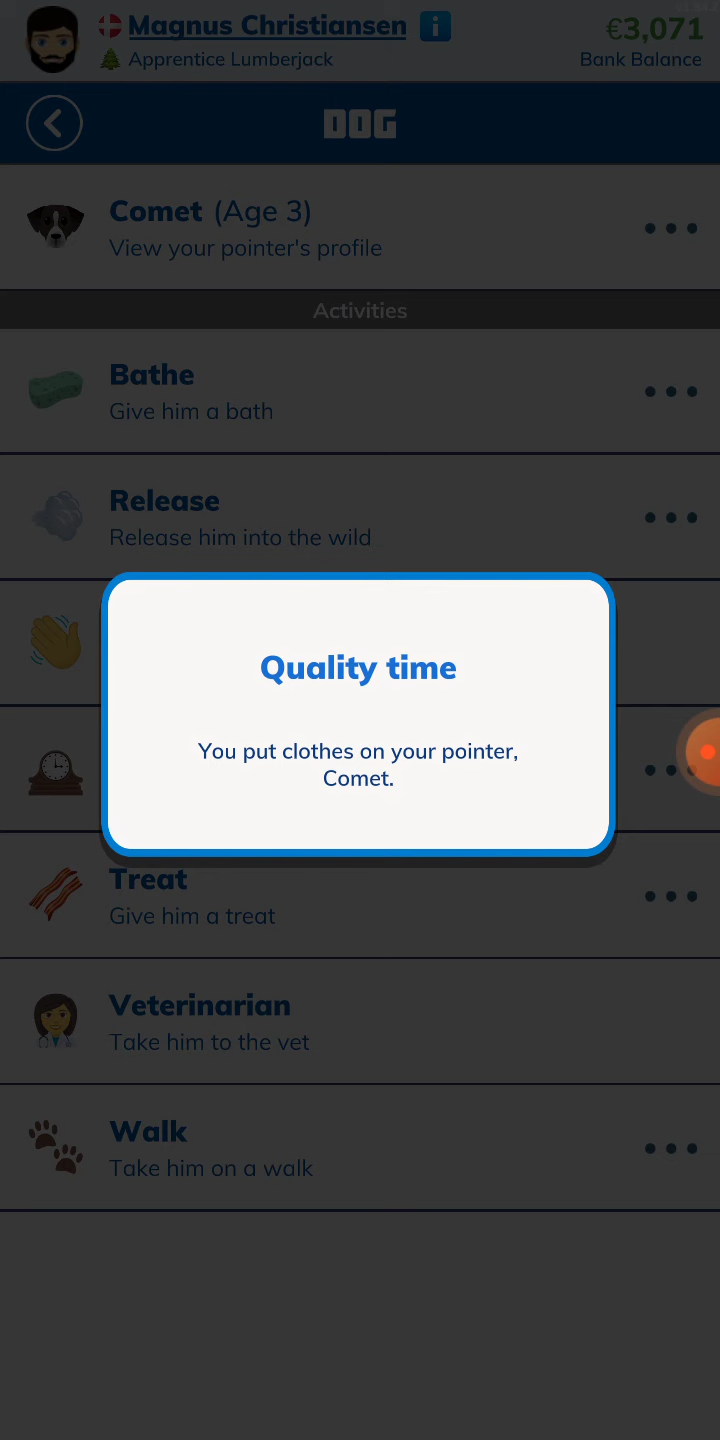 Magnus Christiansen
€3,071
Apprentice Lumberjack
Bank Balance
DOG
Comet (Age 3)
View your pointer's profile
Activities
Bathe
Give him a bath
Release
Release him into the wild
Quality time
You put clothes on your pointer,
Comet.
Treat
Give him a treat
Veterinarian
Take him to the vet
Walk
Take him on a walk